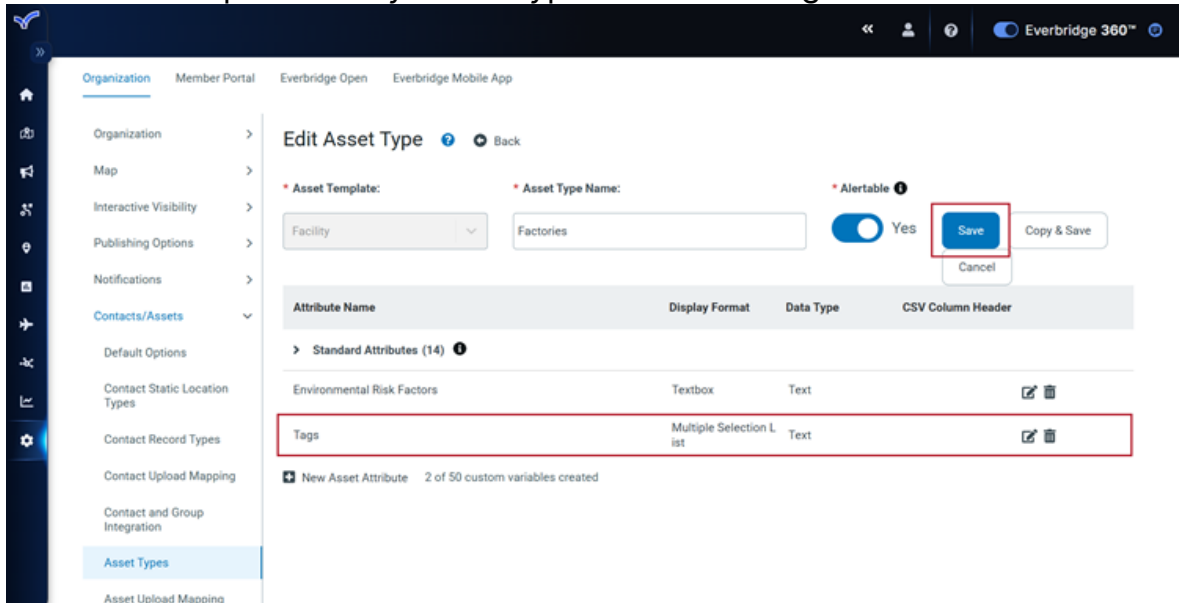 Everbridge 360™
Organization Member Portal Everbridge Open Everbridge Mobile App
Organization
Map
Interactive Visibility
Publishing Options
Notifications
Contacts/Assets
Default Options
Contact Static Location
Types
Contact Record Types
Contact Upload Mapping
Contact and Group
Integration
Asset Types
Asset Upload Mapping
Edit Asset Type Back
* Asset Template: * Asset Type Name: * Alertable
Facility Factories Yes Save Copy & Save
Cancel
Attribute Name Display Format Data Type CSV Column Header
Standard Attributes (14)
Environmental Risk Factors Textbox Text
Tags Multiple Selection L
ist Text
New Asset Attribute 2 of 50 custom variables created